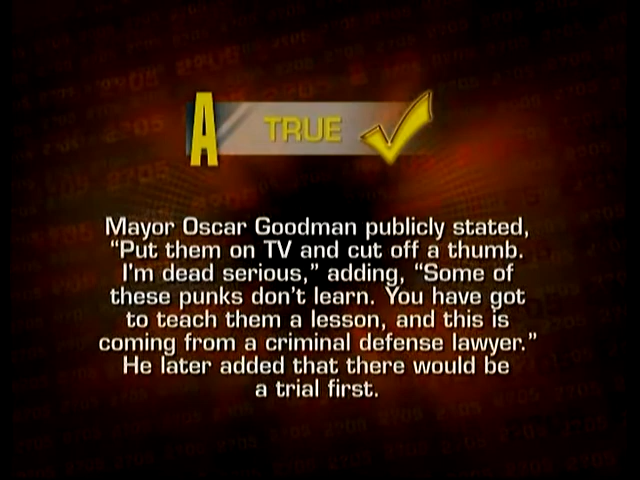 A TRUE
Mayor Oscar Goodman publicly stated,
“Put them on TV and cut off a thumb.
I'm dead serious,” adding, “Some of
these punks don't learn. You have got
to teach them a lesson, and this is
coming from a criminal defense lawyer.”
He later added that there would be
a trial first.